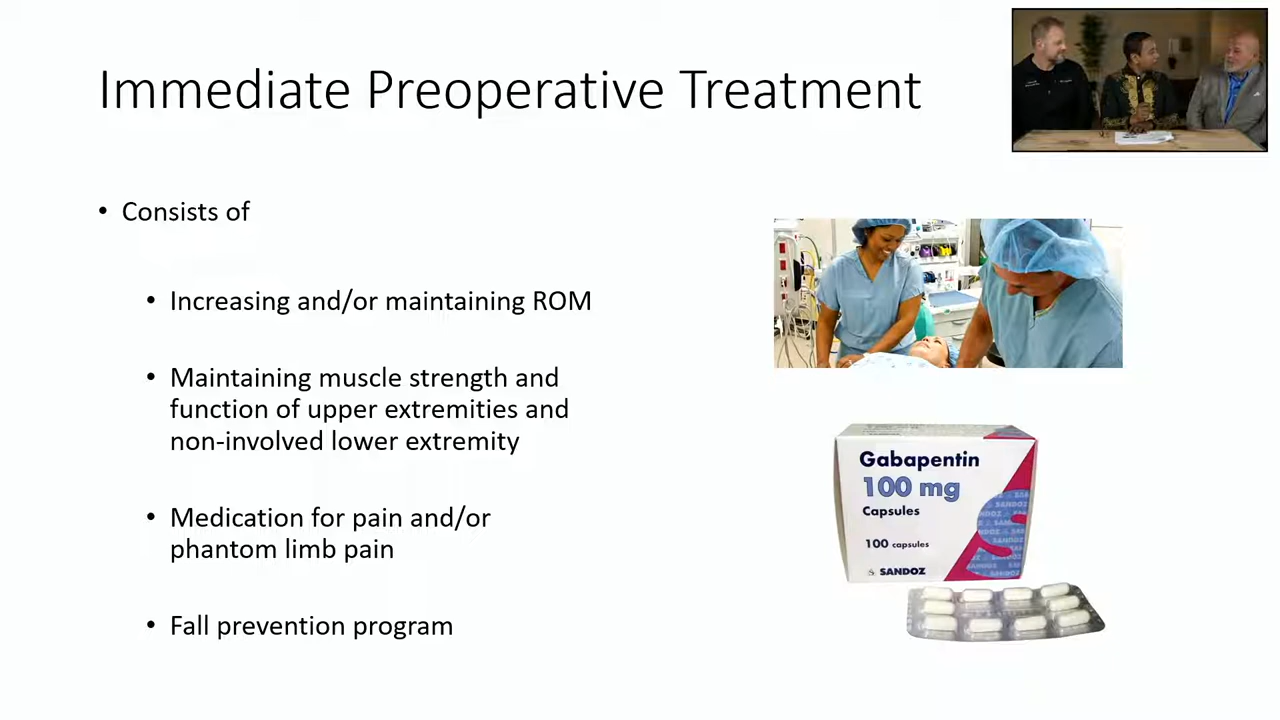 Immediate Preoperative Treatment
• Consists of
• Increasing and/or maintaining ROM
• Maintaining muscle strength and
function of upper extremities and
non-involved lower extremity
• Medication for pain and/or
phantom limb pain
• Fall prevention program
Gabapentin
100 mg
Capsules
100 capsules
SANDOZ